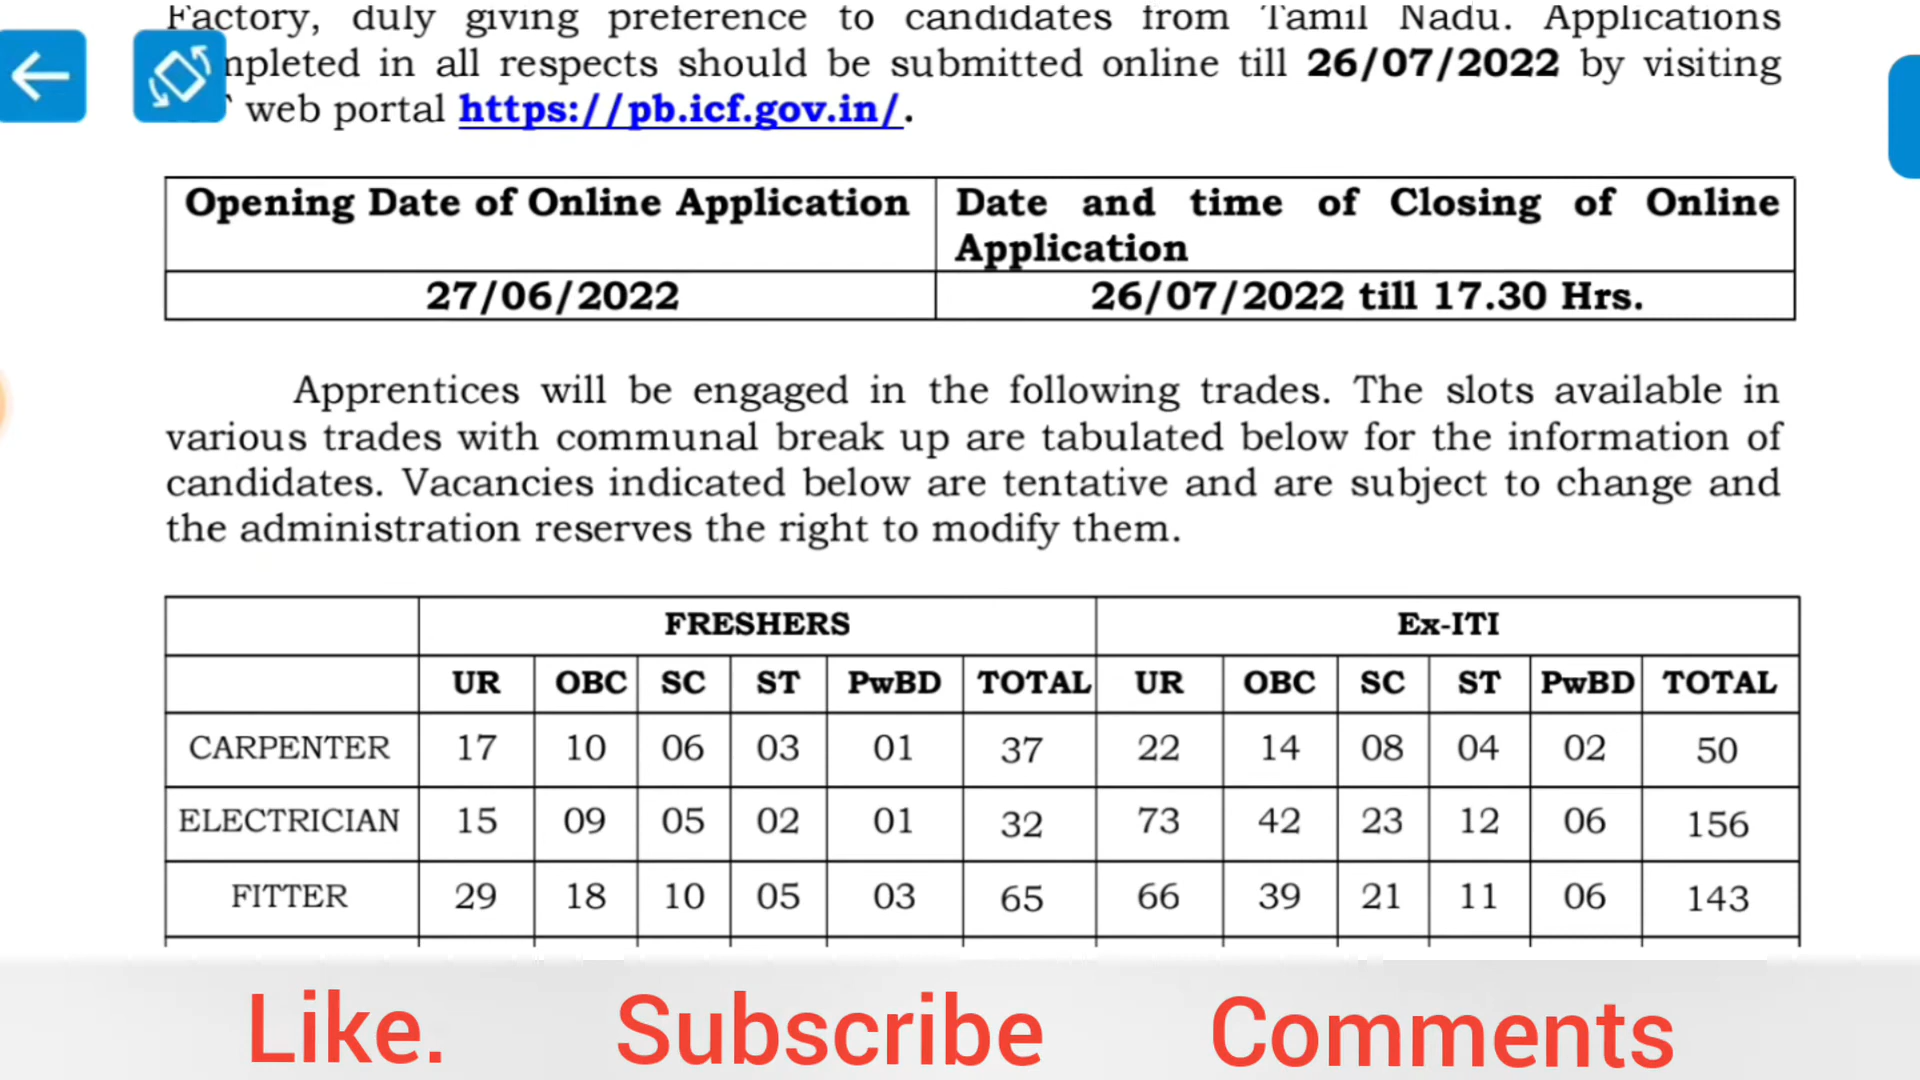 Factory, duly giving preference to candidates from Tamil Nadu. Applications
npleted in all respects should be submitted online till 26/07/2022 by visiting
web portal https://pb.icf.gov.in/.
Opening Date of Online Application
Date and time of Closing of Online
Application
27/06/2022 26/07/2022 till 17.30 Hrs.
Apprentices will be engaged in the following trades. The slots available in
various trades with communal break up are tabulated below for the information of
candidates. Vacancies indicated below are tentative and are subject to change and
the administration reserves the right to modify them.
FRESHERS Ex-ITI
UR OBC SC ST PwBD TOTAL UR OBC SC ST PwBD TOTAL
CARPENTER 17 10 06 03 01 37 22 14 08 04 02 50
ELECTRICIAN 15 09 05 02 01 32 73 42 23 12 06 156
FITTER 29 18 10 05 03 65 66 39 21 11 06 143
Like. Subscribe Comments